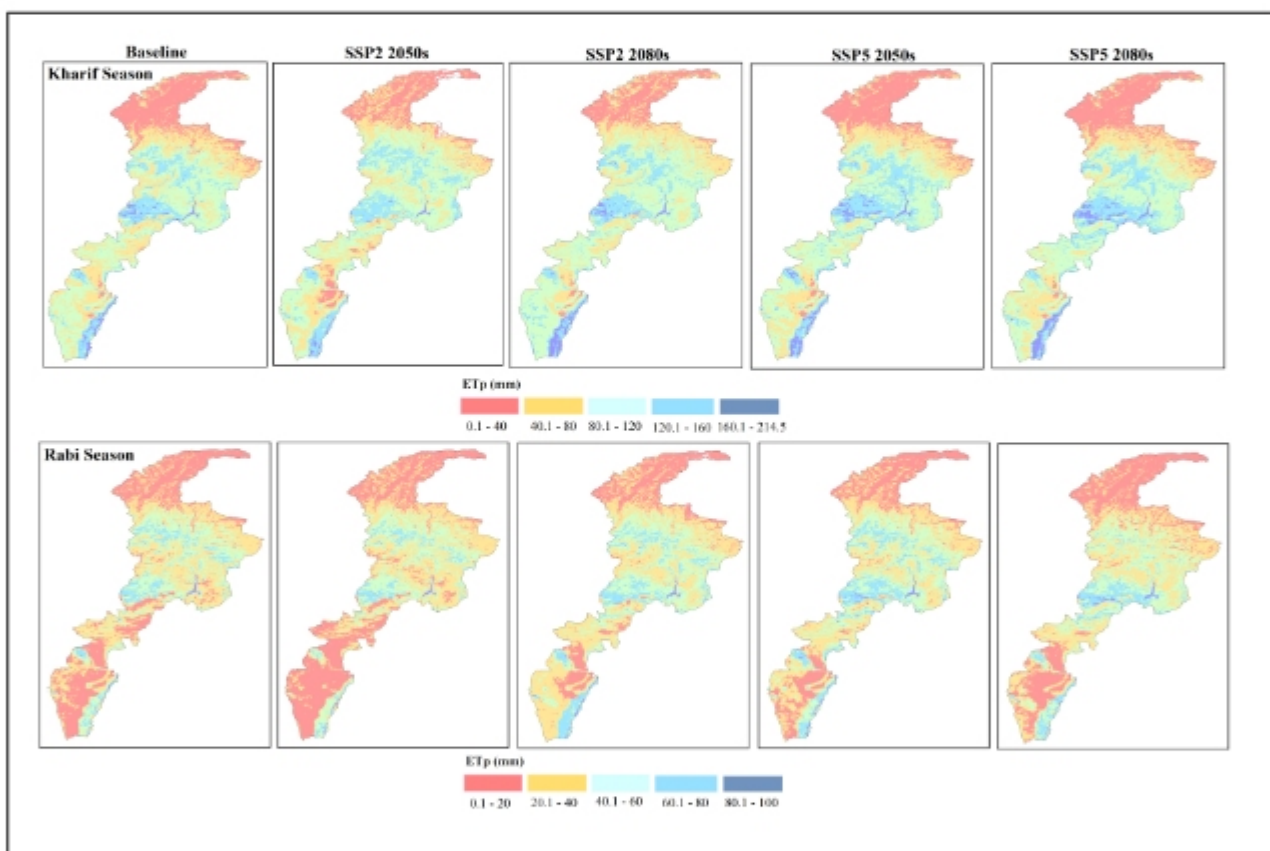 Baseline SSP2 2050s SSP2 2080s SSP5 2050s SSP5 2080s
Kharif Season
ETp (mm)
0.1 - 40 40.1 - 80 80.1 - 120 120.1 - 160 160.1 - 214.5
Rabi Season
ETp (mm)
0.1 - 20 20.1 - 40 40.1 - 60 60.1 - 80 80.1 - 100